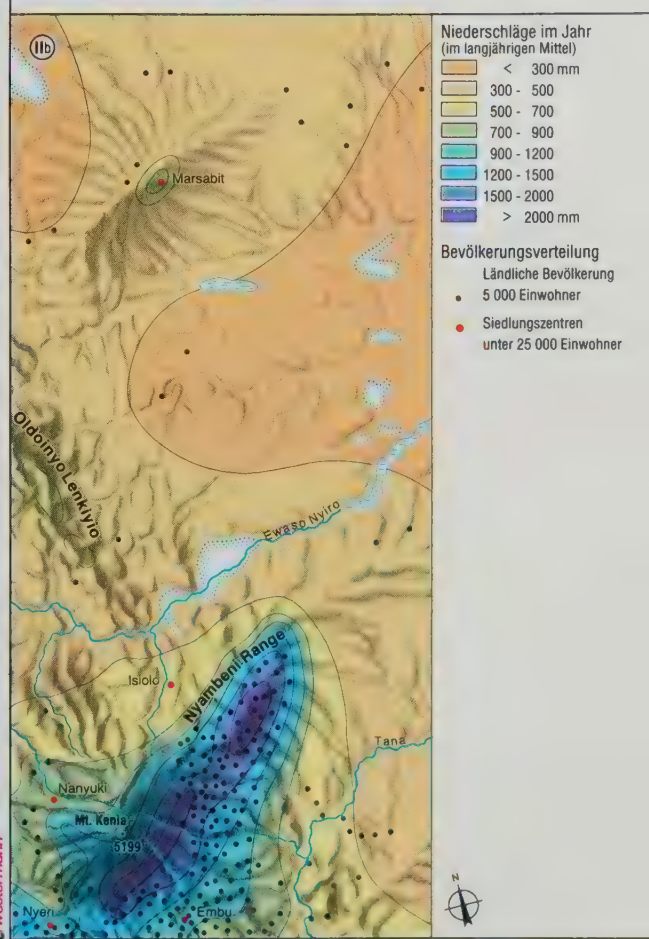 IIb
Marsabit
Oldoinyo Lenkiyio
Ewaso Nyiro
Isiolo
Nyambeni Range
Tana
Nanyuki
Mt. Kenia
5199
Nyeri
Embu
© westermann
Niederschläge im Jahr
(im langjährigen Mittel)
< 300 mm
300 - 500
500 - 700
700 - 900
900 - 1200
1200 - 1500
1500 - 2000
> 2000 mm
Bevölkerungsverteilung
Ländliche Bevölkerung
5 000 Einwohner
Siedlungszentren
unter 25 000 Einwohner
N